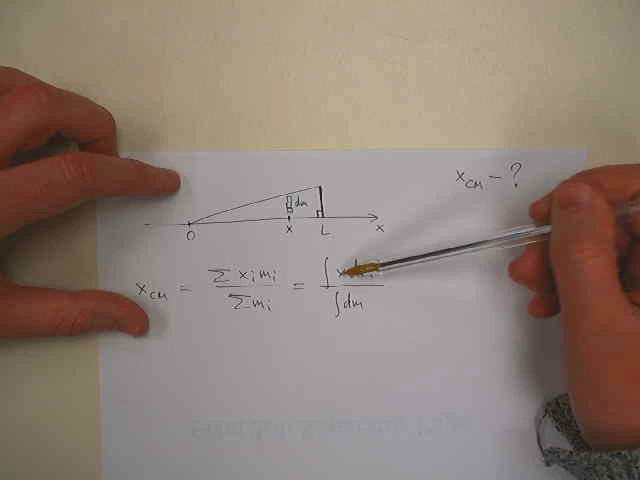 x_cm - ?
dm
0 x L x
x_cm = Σ x_i m_i / Σ m_i = ∫ x dm / ∫ dm